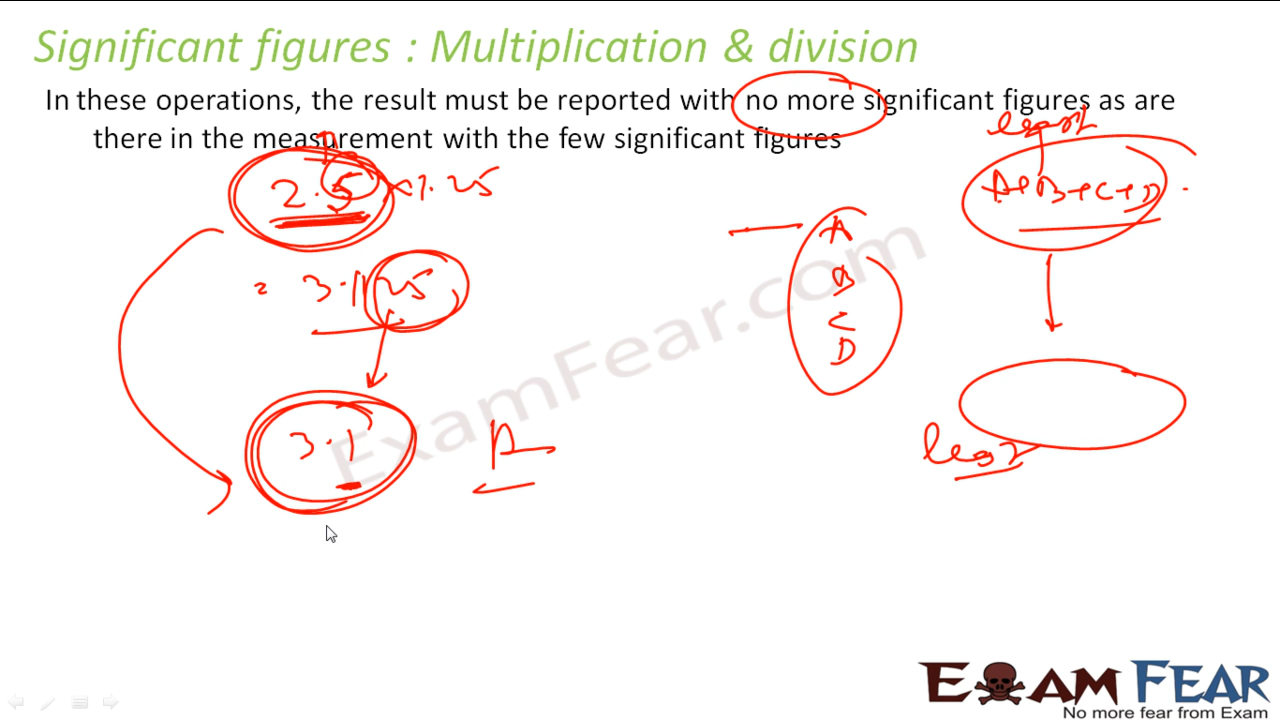 Significant figures : Multiplication & division
In these operations, the result must be reported with no more significant figures as are
there in the measurement with the few significant figures
least
2.5 × 1.25
A+B+C+D
A
B
C
D
= 3.125
3.1
least
ExamFear.com
EXAM FEAR
No more fear from Exam